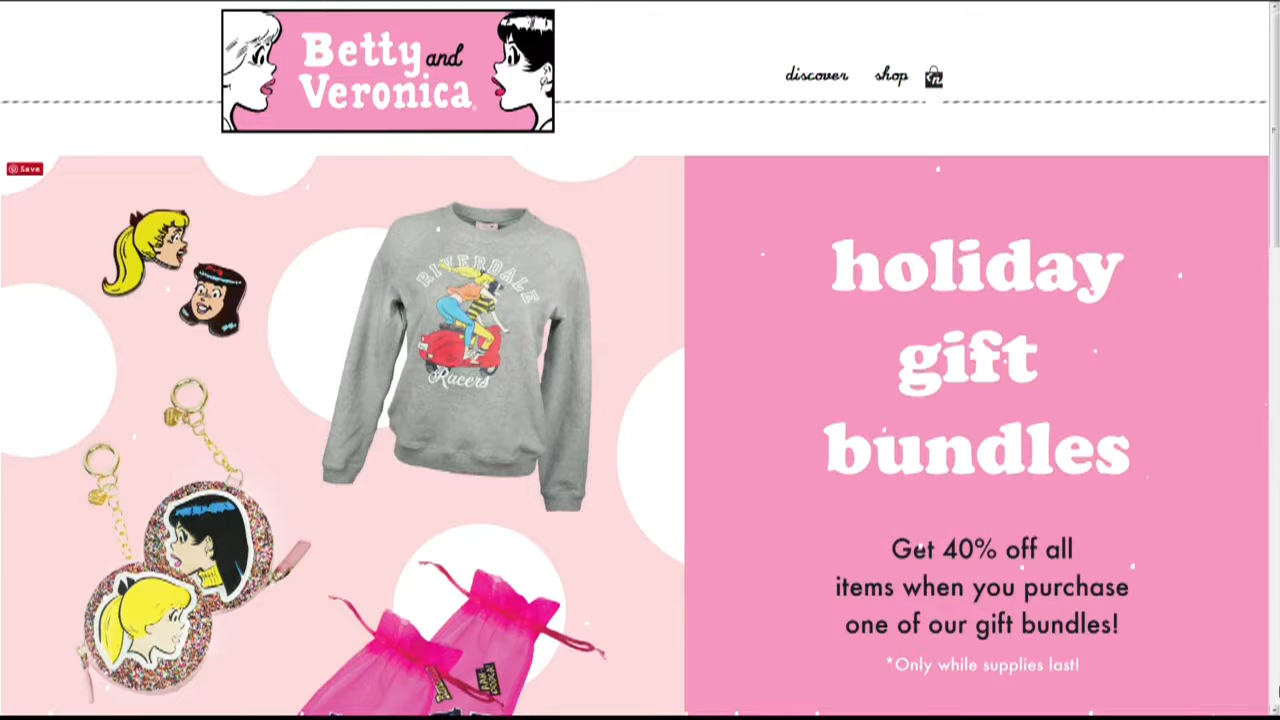 Betty and
Veronica
discover
shop
Save
RIVERDALE
Racers
holiday
gift
bundles
Get 40% off all
items when you purchase
one of our gift bundles!
*Only while supplies last!